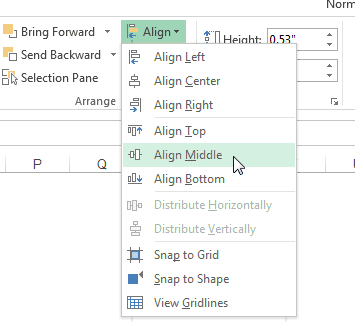 Norm
Bring Forward
Align
Height: 0.53"
Send Backward
Align Left
Selection Pane
Align Center
Arrange
Align Right
Align Top
P Q
Align Middle
Align Bottom
Distribute Horizontally
Distribute Vertically
Snap to Grid
Snap to Shape
View Gridlines